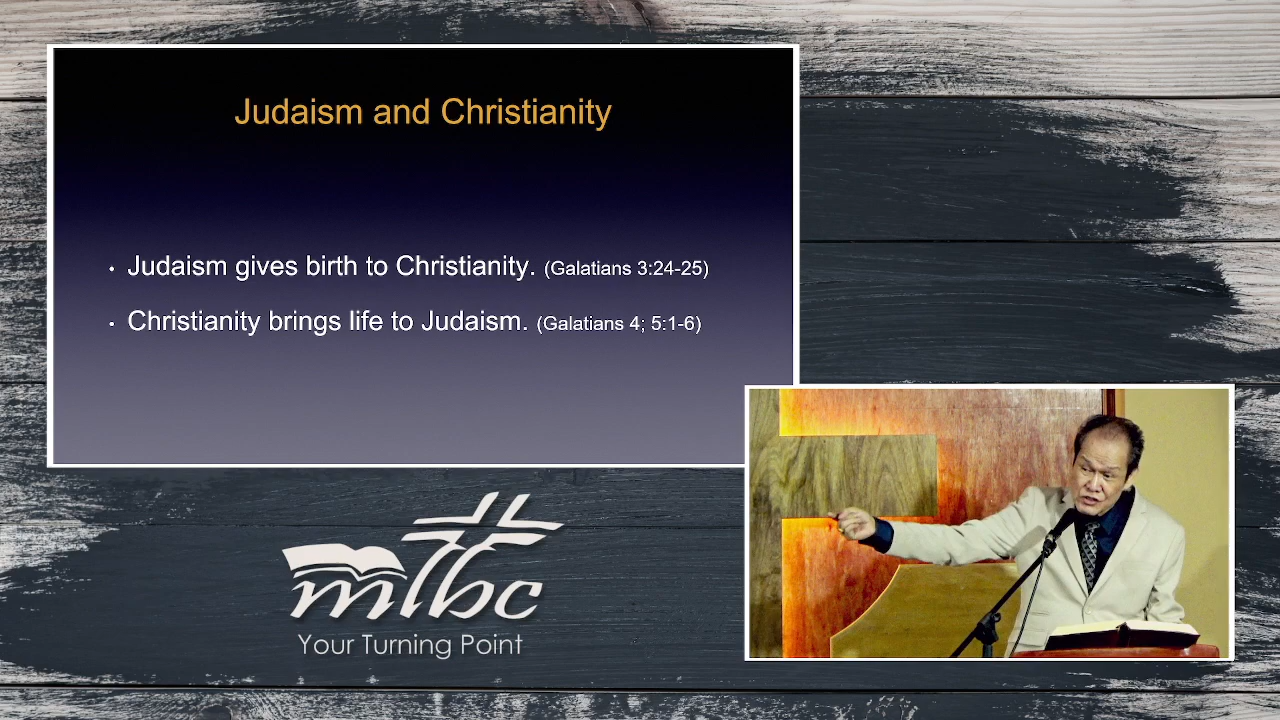 Judaism and Christianity
• Judaism gives birth to Christianity. (Galatians 3:24-25)
• Christianity brings life to Judaism. (Galatians 4; 5:1-6)
mlbc
Your Turning Point